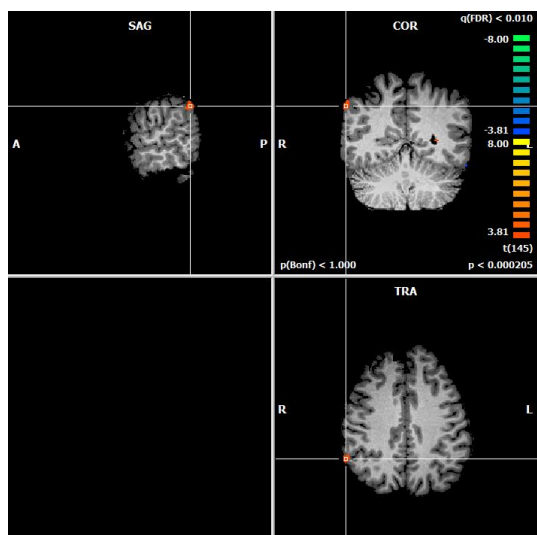 SAG
A
P
COR
q(FDR) < 0.010
-8.00
-3.81
8.00
R
L
3.81
t(145)
p(Bonf) < 1.000
p < 0.000205
TRA
R
L